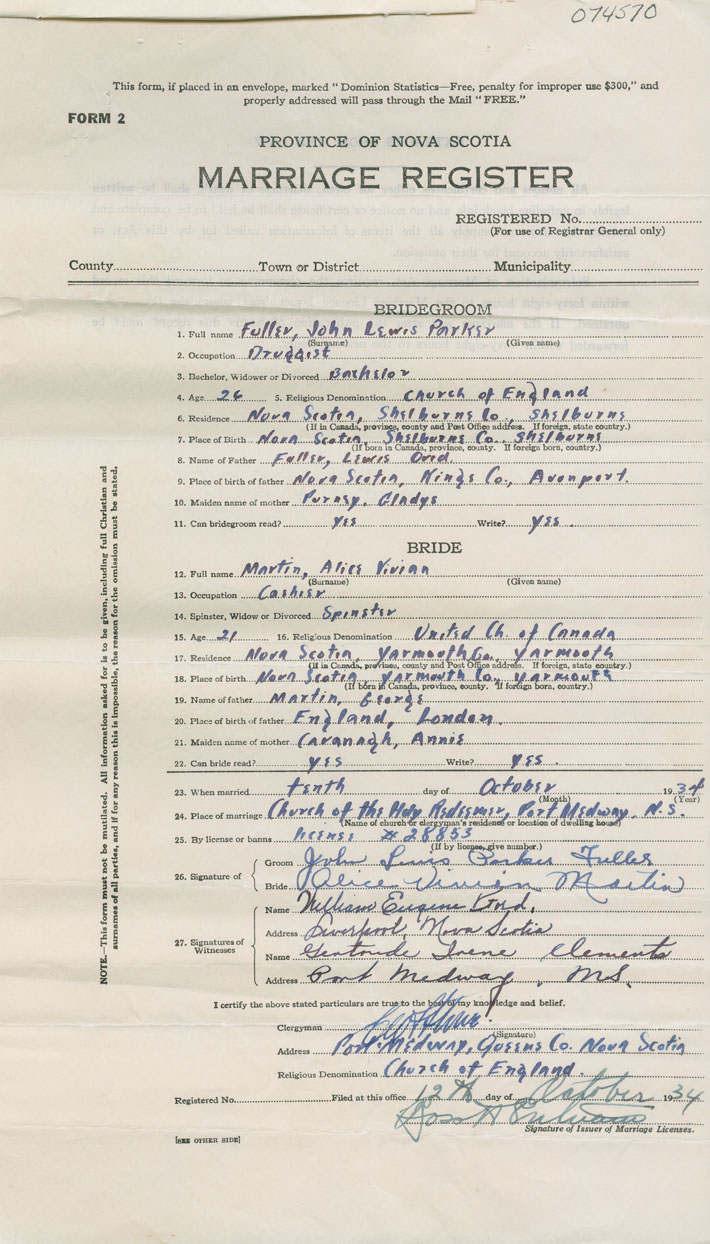 074570
This form, if placed in an envelope, marked "Dominion Statistics—Free, penalty for improper use $300," and
properly addressed will pass through the Mail "FREE."
FORM 2
PROVINCE OF NOVA SCOTIA
MARRIAGE REGISTER
REGISTERED No.
(For use of Registrar General only)
County Town or District Municipality
BRIDEGROOM
1. Full name Fuller, John Lewis Parker
(Surname) (Given name)
2. Occupation Druggist
3. Bachelor, Widower or Divorced Bachelor
4. Age 26 5. Religious Denomination Church of England
6. Residence Nova Scotia, Shelburne Co., Shelburne
(If in Canada, province, county and Post Office address. If foreign, state country.)
7. Place of Birth Nova Scotia, Shelburne Co., Shelburne
(If born in Canada, province, county. If foreign born, country.)
8. Name of Father Fuller, Lewis Ovid
9. Place of birth of father Nova Scotia, Kings Co., Avonport.
10. Maiden name of mother Purney, Gladys
11. Can bridegroom read? yes Write? yes.
BRIDE
12. Full name Martin, Alice Vivian
(Surname) (Given name)
13. Occupation Cashier
14. Spinster, Widow or Divorced Spinster
15. Age 21 16. Religious Denomination United Ch. of Canada
17. Residence Nova Scotia, Yarmouth Co., Yarmouth
(If in Canada, province, county and Post Office address. If foreign, state country.)
18. Place of birth Nova Scotia, Yarmouth Co., Yarmouth
(If born in Canada, province, county. If foreign born, country.)
19. Name of father Martin, George
20. Place of birth of father England, London.
21. Maiden name of mother Cavanagh, Annie
22. Can bride read? yes Write? yes.
23. When married tenth day of October 1934
(Month) (Year)
24. Place of marriage Church of the Holy Redeemer, Port Medway, N.S.
(Name of church or clergyman's residence or location of dwelling house)
25. By license or banns license # 28853
(If by license, give number.)
26. Signature of Groom John Lewis Parker Fuller
Bride Alice Vivian Martin
27. Signatures of Witnesses Name William Eugene Ford.
Address Liverpool, Nova Scotia
Name Gertrude Irene Clements
Address Port Medway, N.S.
I certify the above stated particulars are true to the best of my knowledge and belief.
Clergyman
(Signature)
Address Port Medway, Queens Co. Nova Scotia
Religious Denomination Church of England.
Registered No. Filed at this office 12th day of October 1934
Signature of Issuer of Marriage Licenses.
[SEE OTHER SIDE]
NOTE.—This form must not be mutilated. All information asked for is to be given, including full Christian and
surnames of all parties, and if for any reason this is impossible, the reason for the omission must be stated.